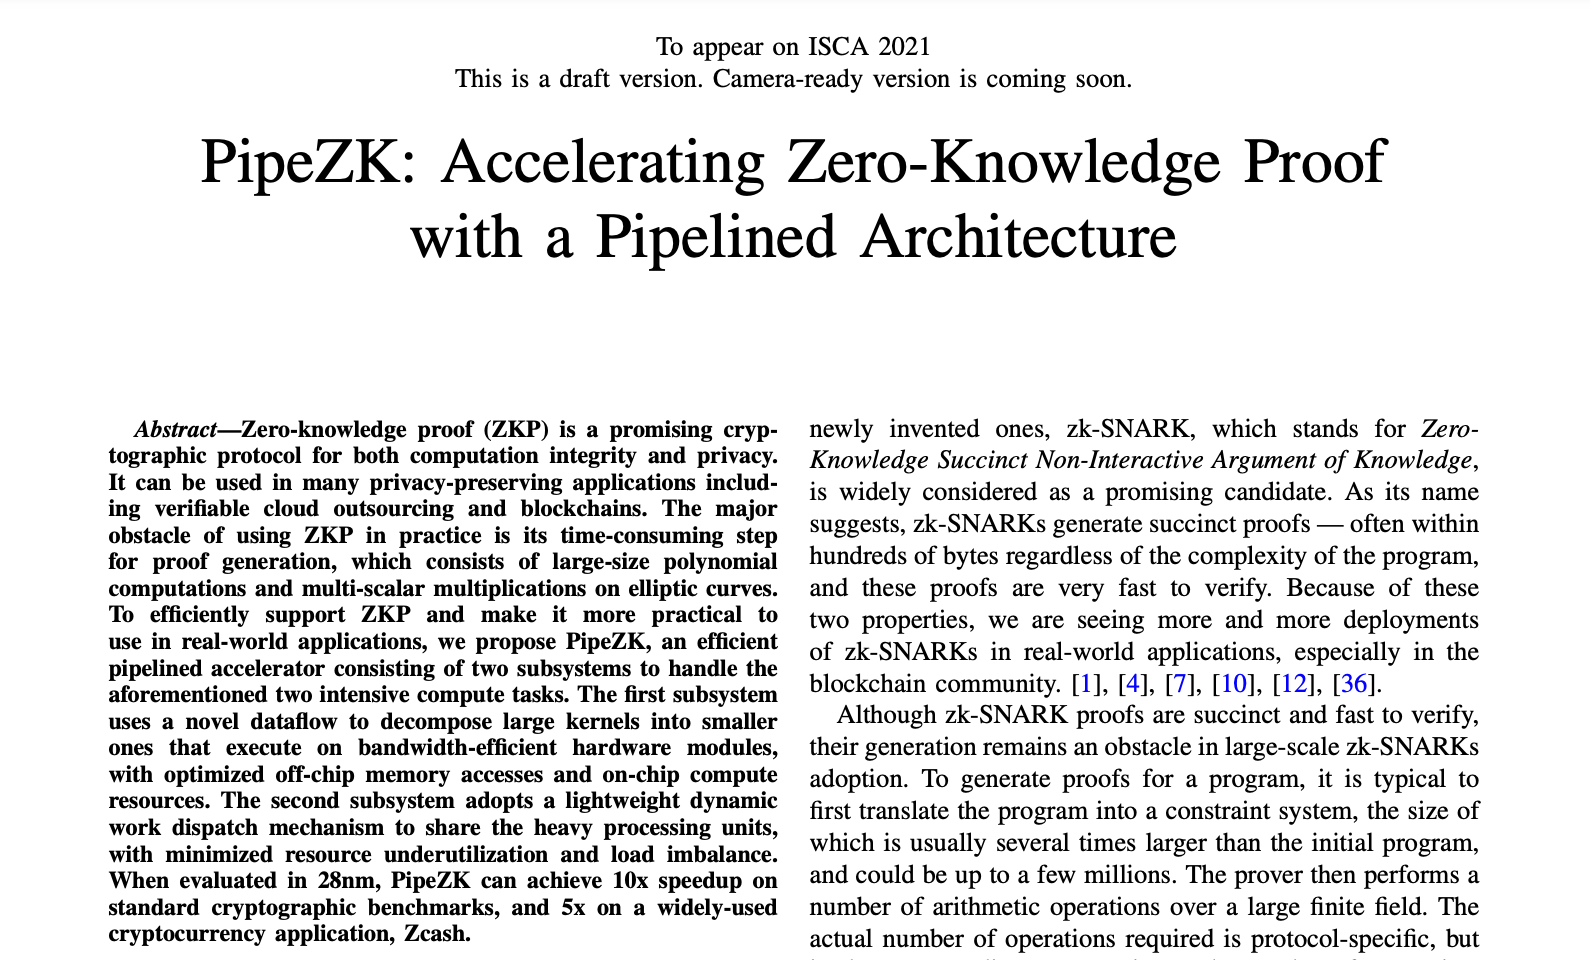 To appear on ISCA 2021
This is a draft version. Camera-ready version is coming soon.
PipeZK: Accelerating Zero-Knowledge Proof
with a Pipelined Architecture
Abstract—Zero-knowledge proof (ZKP) is a promising cryp-
tographic protocol for both computation integrity and privacy.
It can be used in many privacy-preserving applications includ-
ing verifiable cloud outsourcing and blockchains. The major
obstacle of using ZKP in practice is its time-consuming step
for proof generation, which consists of large-size polynomial
computations and multi-scalar multiplications on elliptic curves.
To efficiently support ZKP and make it more practical to
use in real-world applications, we propose PipeZK, an efficient
pipelined accelerator consisting of two subsystems to handle the
aforementioned two intensive compute tasks. The first subsystem
uses a novel dataflow to decompose large kernels into smaller
ones that execute on bandwidth-efficient hardware modules,
with optimized off-chip memory accesses and on-chip compute
resources. The second subsystem adopts a lightweight dynamic
work dispatch mechanism to share the heavy processing units,
with minimized resource underutilization and load imbalance.
When evaluated in 28nm, PipeZK can achieve 10x speedup on
standard cryptographic benchmarks, and 5x on a widely-used
cryptocurrency application, Zcash.
newly invented ones, zk-SNARK, which stands for Zero-
Knowledge Succinct Non-Interactive Argument of Knowledge,
is widely considered as a promising candidate. As its name
suggests, zk-SNARKs generate succinct proofs — often within
hundreds of bytes regardless of the complexity of the program,
and these proofs are very fast to verify. Because of these
two properties, we are seeing more and more deployments
of zk-SNARKs in real-world applications, especially in the
blockchain community. [1], [4], [7], [10], [12], [36].
Although zk-SNARK proofs are succinct and fast to verify,
their generation remains an obstacle in large-scale zk-SNARKs
adoption. To generate proofs for a program, it is typical to
first translate the program into a constraint system, the size of
which is usually several times larger than the initial program,
and could be up to a few millions. The prover then performs a
number of arithmetic operations over a large finite field. The
actual number of operations required is protocol-specific, but